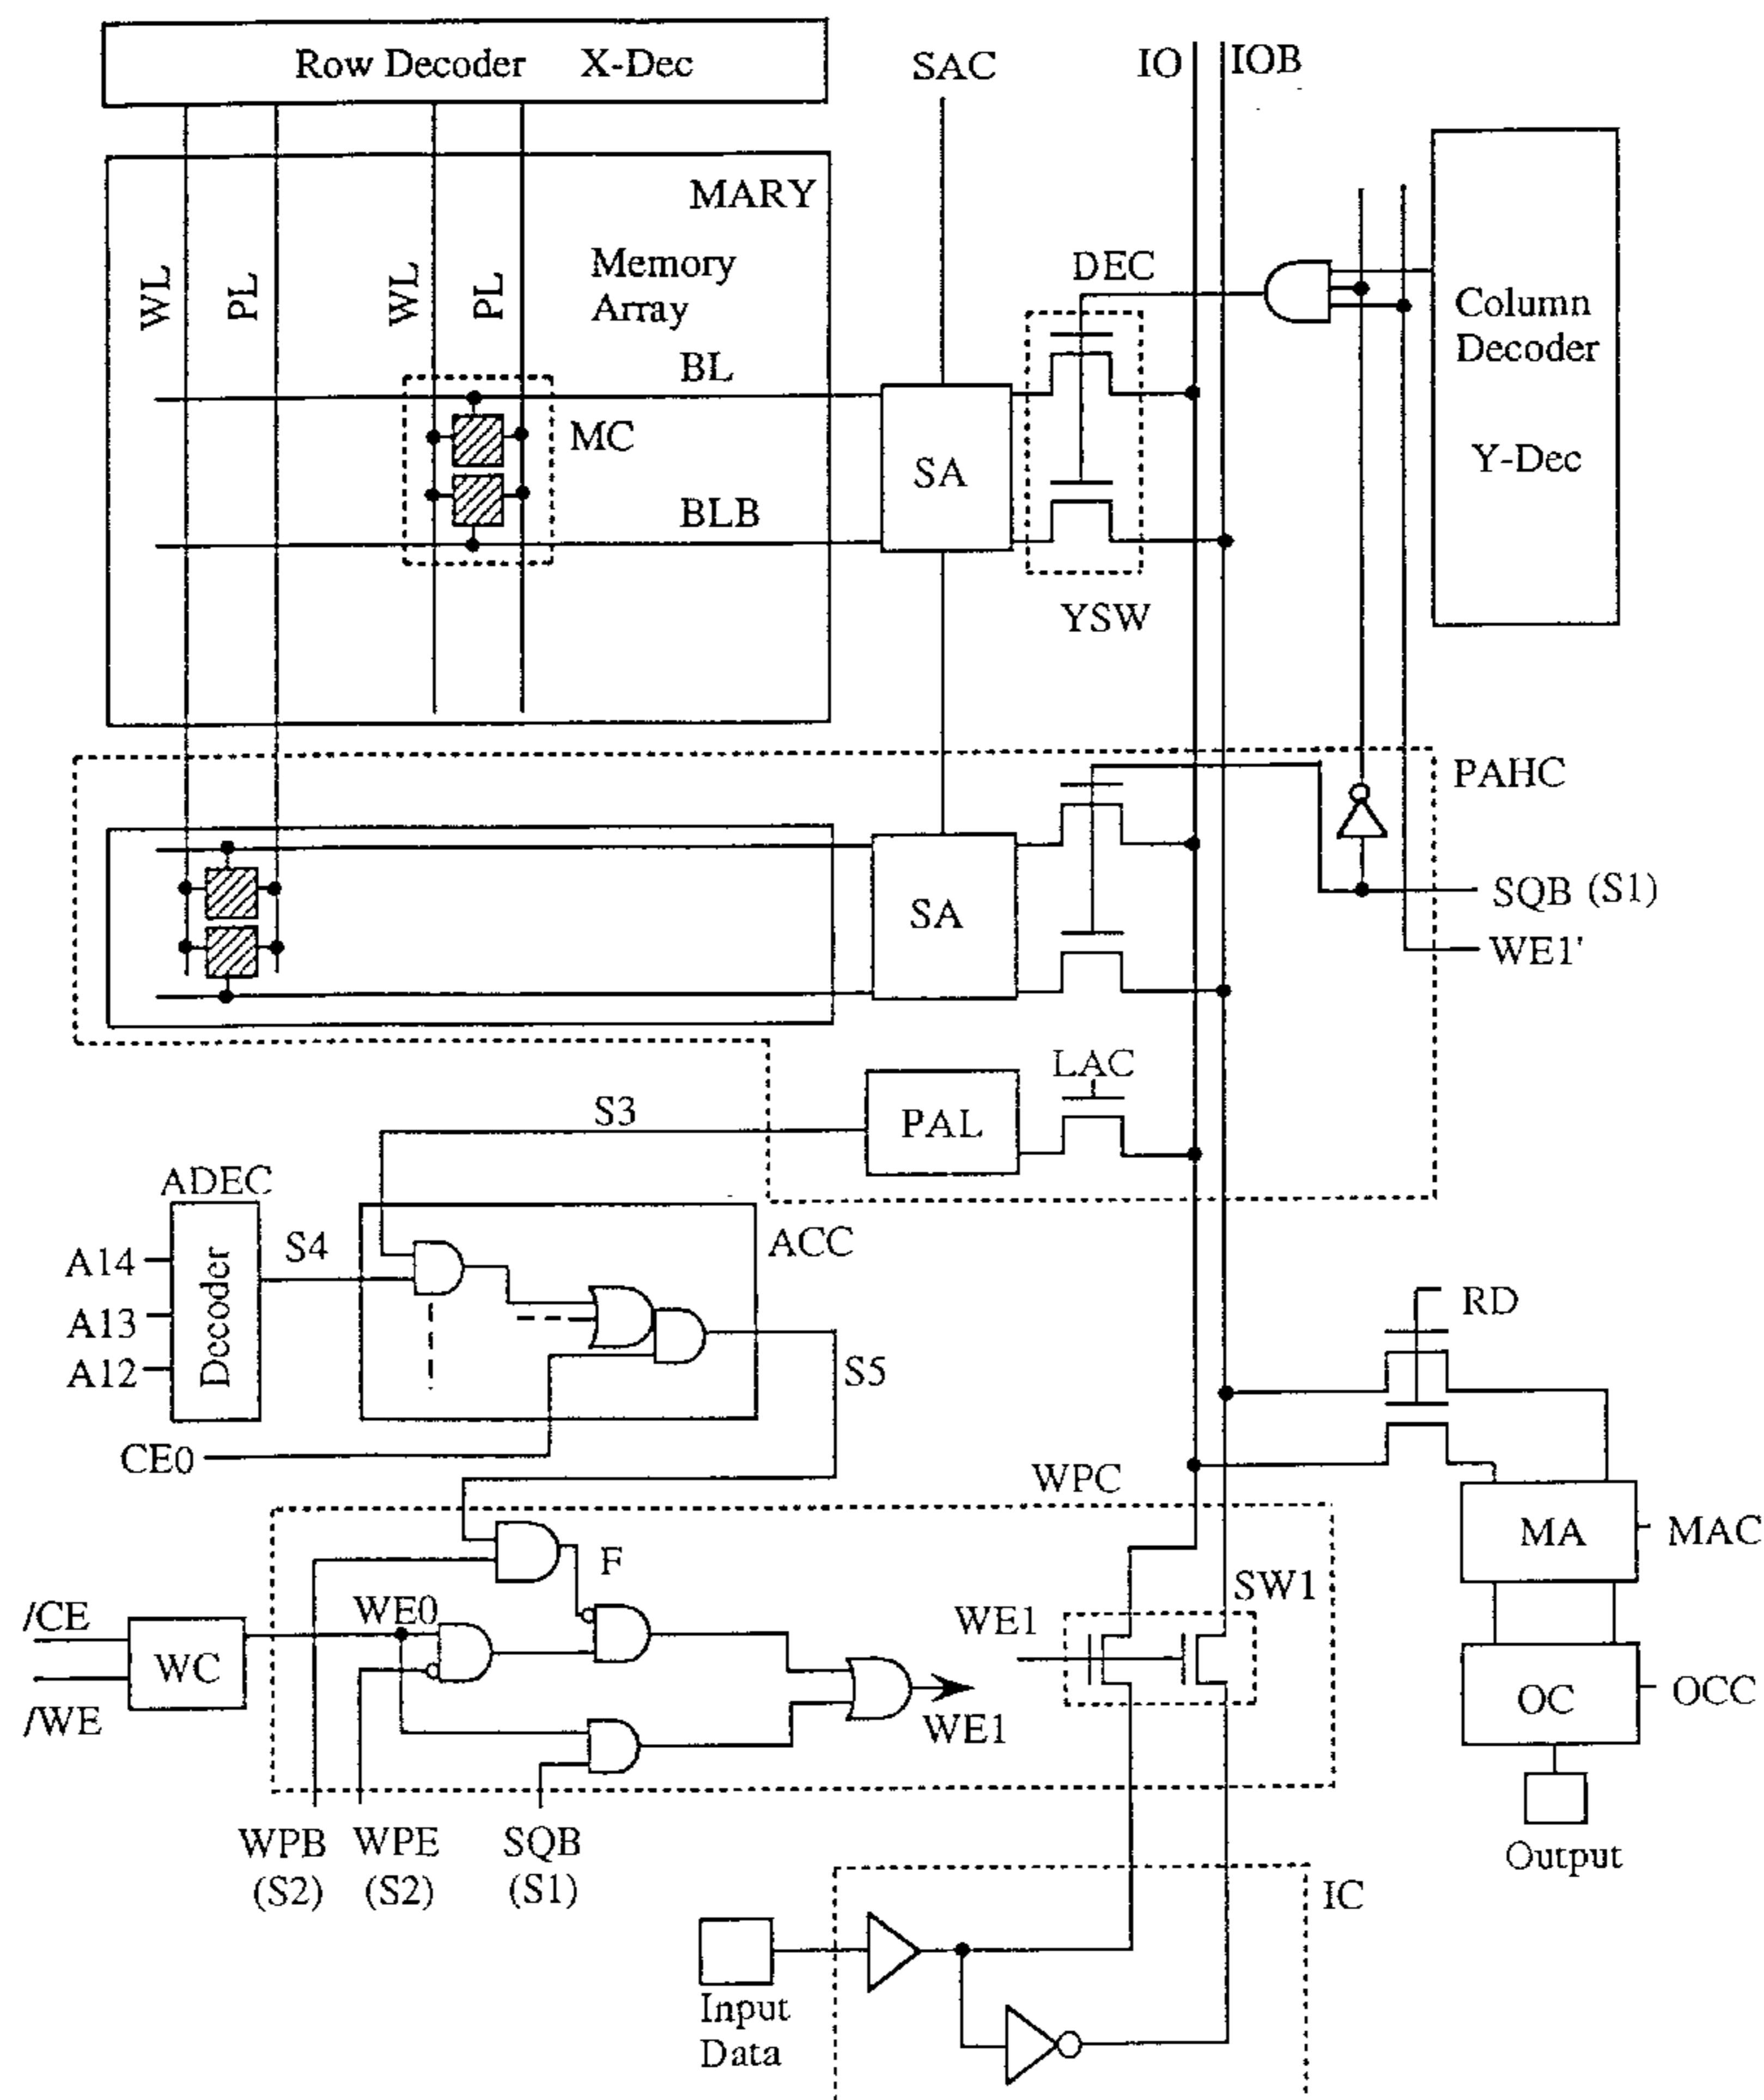 Row Decoder X-Dec
SAC
IO
IOB
MARY
Memory
Array
WL
PL
WL
PL
DEC
Column
Decoder
Y-Dec
BL
MC
SA
BLB
YSW
PAHC
SA
SQB (S1)
WE1'
LAC
PAL
S3
ADEC
S4
ACC
A14
A13
A12
Decoder
RD
S5
CE0
WPC
MA
MAC
F
SW1
/CE
WE0
WE1
WC
/WE
WE1
OC
OCC
WPB
(S2)
WPE
(S2)
SQB
(S1)
Output
IC
Input
Data